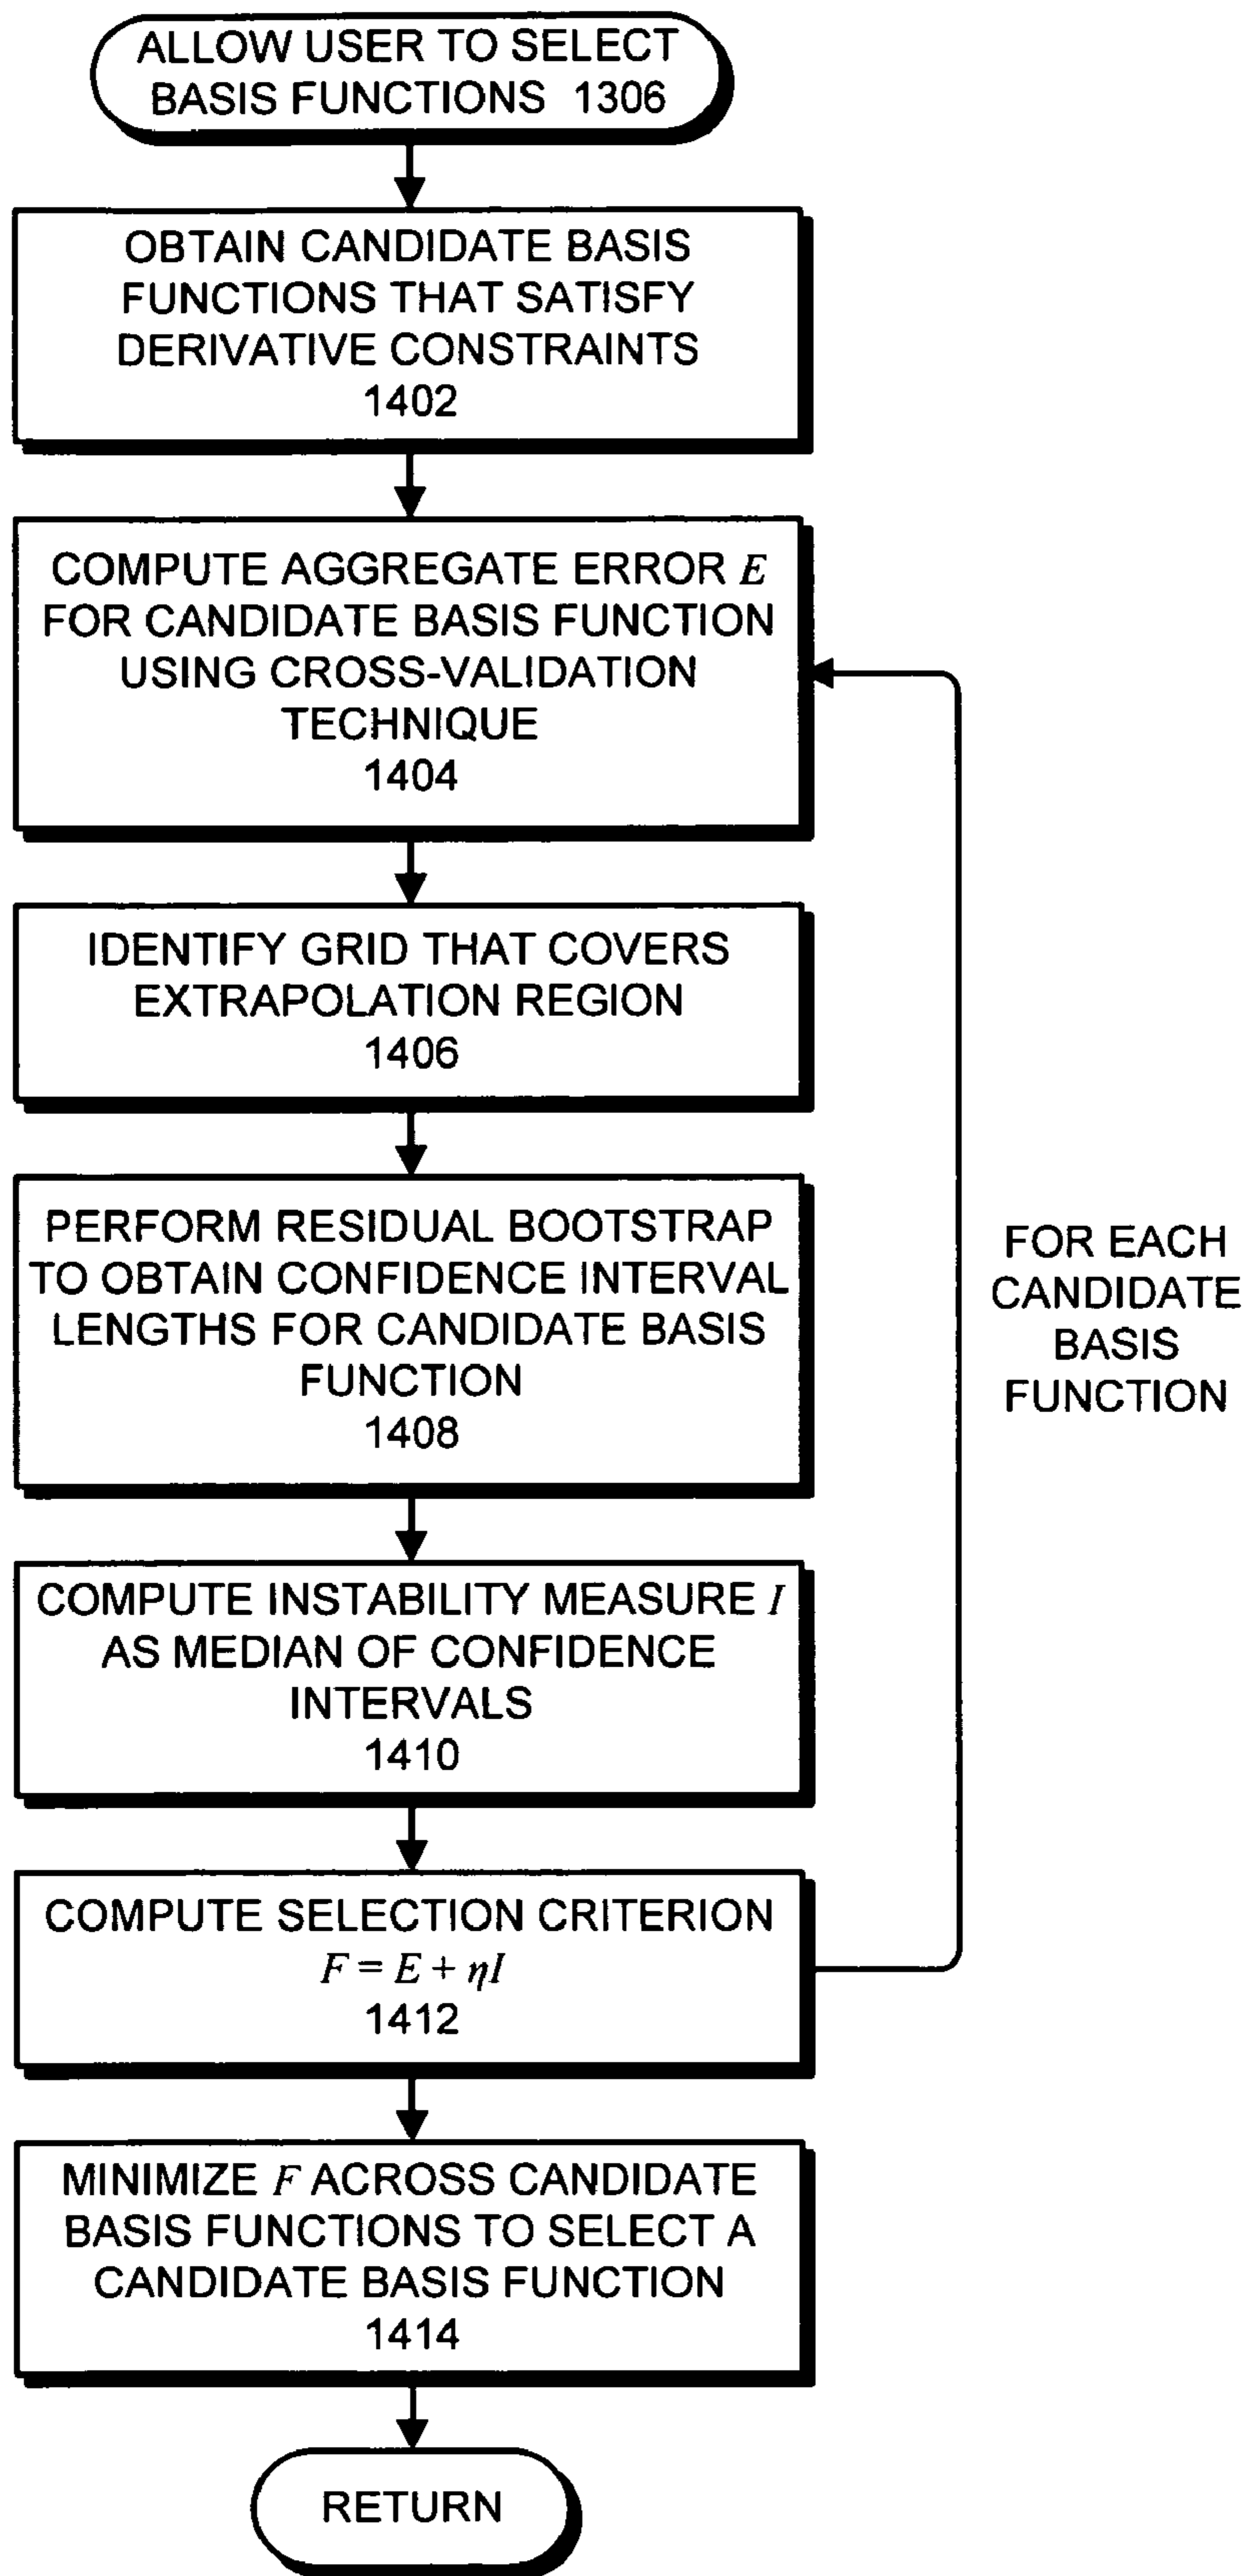 ALLOW USER TO SELECT
BASIS FUNCTIONS 1306
OBTAIN CANDIDATE BASIS
FUNCTIONS THAT SATISFY
DERIVATIVE CONSTRAINTS
1402
COMPUTE AGGREGATE ERROR E
FOR CANDIDATE BASIS FUNCTION
USING CROSS-VALIDATION
TECHNIQUE
1404
IDENTIFY GRID THAT COVERS
EXTRAPOLATION REGION
1406
PERFORM RESIDUAL BOOTSTRAP
TO OBTAIN CONFIDENCE INTERVAL
LENGTHS FOR CANDIDATE BASIS
FUNCTION
1408
COMPUTE INSTABILITY MEASURE I
AS MEDIAN OF CONFIDENCE
INTERVALS
1410
COMPUTE SELECTION CRITERION
F = E + ηI
1412
FOR EACH
CANDIDATE
BASIS
FUNCTION
MINIMIZE F ACROSS CANDIDATE
BASIS FUNCTIONS TO SELECT A
CANDIDATE BASIS FUNCTION
1414
RETURN